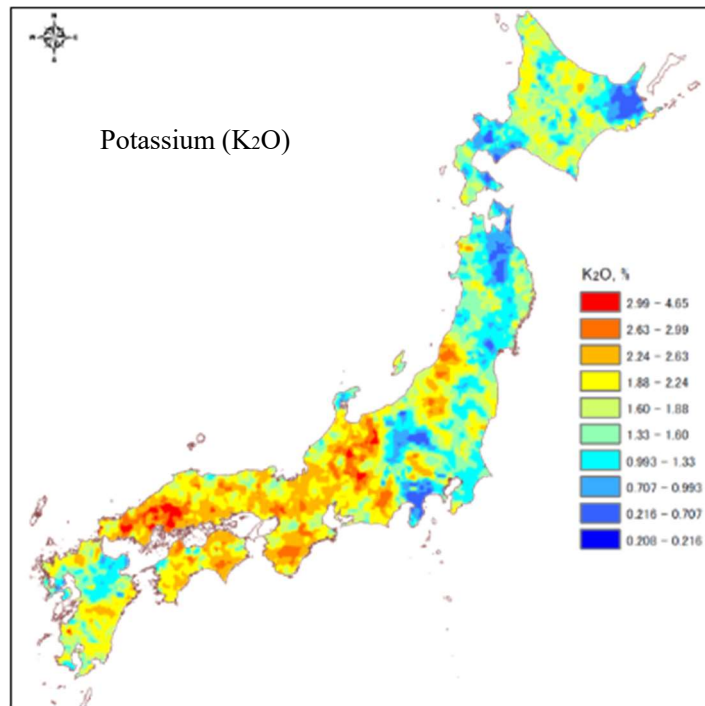 N
W
E
S
Potassium (K₂O)
K₂O, %
2.99 - 4.65
2.63 - 2.99
2.24 - 2.63
1.88 - 2.24
1.60 - 1.88
1.33 - 1.60
0.993 - 1.33
0.707 - 0.993
0.216 - 0.707
0.208 - 0.216